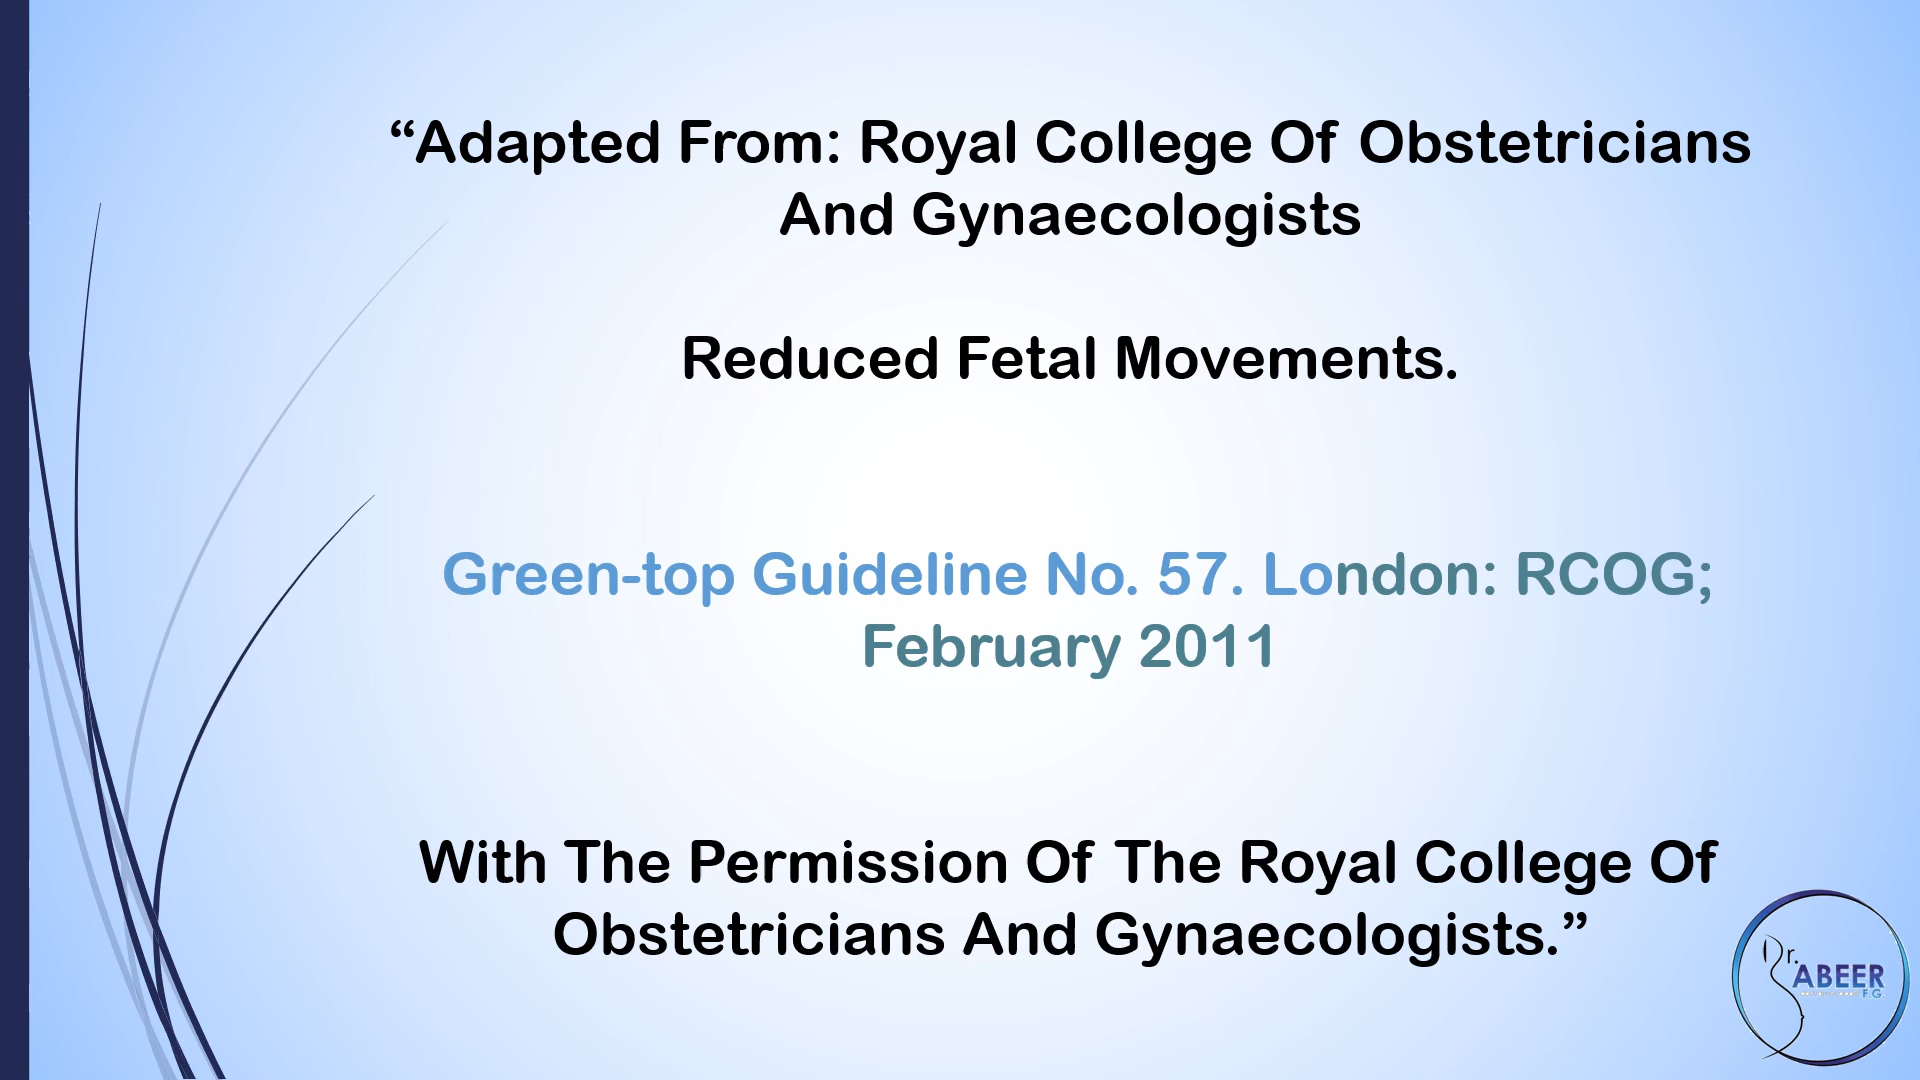 “Adapted From: Royal College Of Obstetricians
And Gynaecologists
Reduced Fetal Movements.
Green-top Guideline No. 57. London: RCOG;
February 2011
With The Permission Of The Royal College Of
Obstetricians And Gynaecologists.”
Dr.
ABEER
F.G.